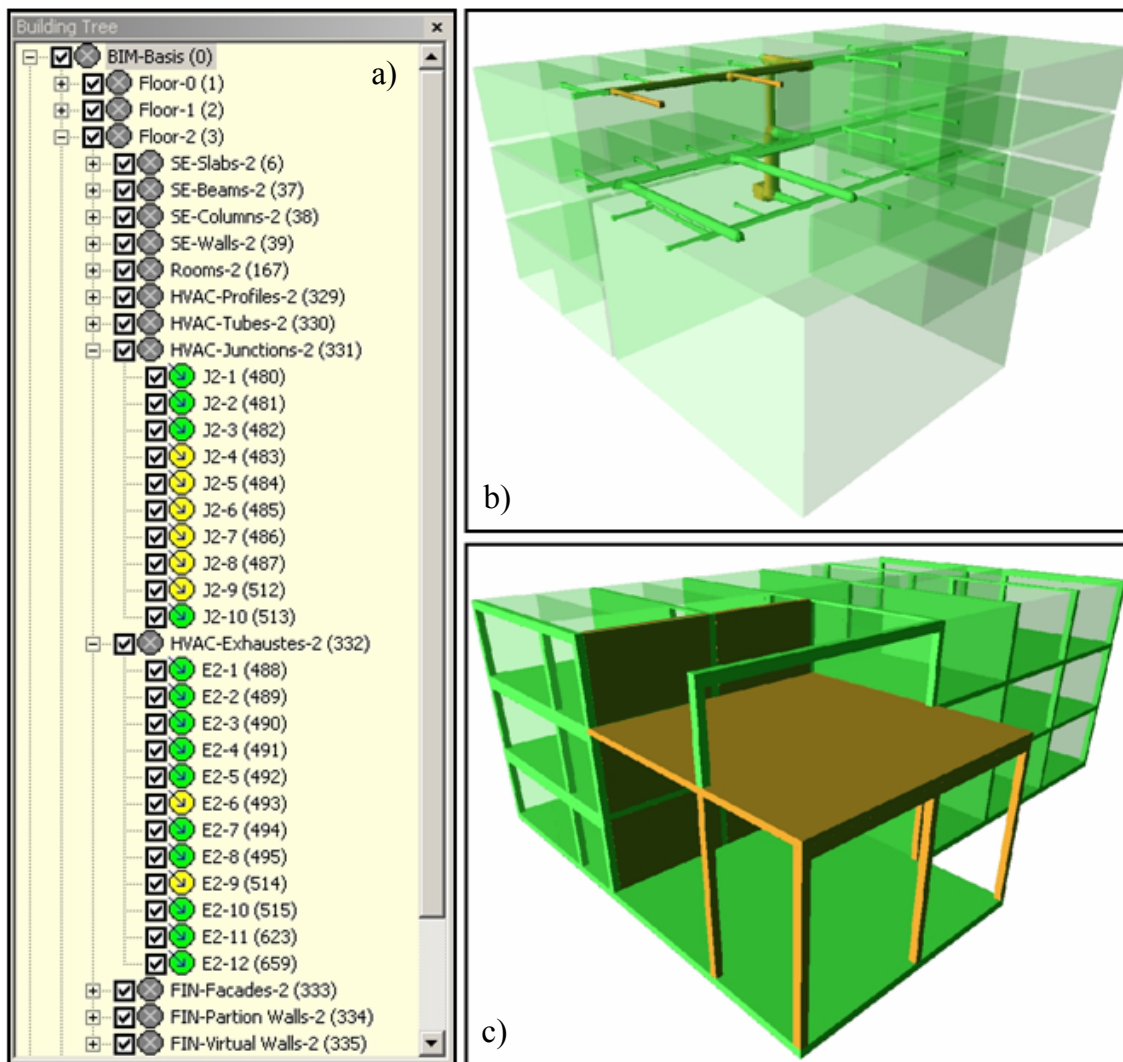 Building Tree
BIM-Basis (0)
a)
Floor-0 (1)
Floor-1 (2)
Floor-2 (3)
SE-Slabs-2 (6)
SE-Beams-2 (37)
SE-Columns-2 (38)
SE-Walls-2 (39)
Rooms-2 (167)
HVAC-Profiles-2 (329)
HVAC-Tubes-2 (330)
HVAC-Junctions-2 (331)
J2-1 (480)
J2-2 (481)
J2-3 (482)
J2-4 (483)
J2-5 (484)
J2-6 (485)
J2-7 (486)
J2-8 (487)
J2-9 (512)
J2-10 (513)
HVAC-Exhaustes-2 (332)
E2-1 (488)
E2-2 (489)
E2-3 (490)
E2-4 (491)
E2-5 (492)
E2-6 (493)
E2-7 (494)
E2-8 (495)
E2-9 (514)
E2-10 (515)
E2-11 (623)
E2-12 (659)
FIN-Facades-2 (333)
FIN-Partion Walls-2 (334)
FIN-Virtual Walls-2 (335)
b)
c)